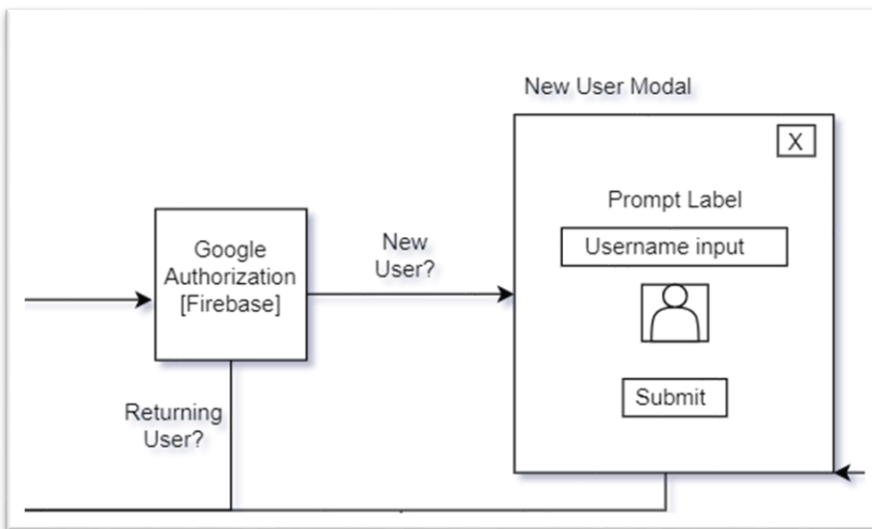 New User Modal
X
Prompt Label
Username input
Submit
Google
Authorization
[Firebase]
New
User?
Returning
User?